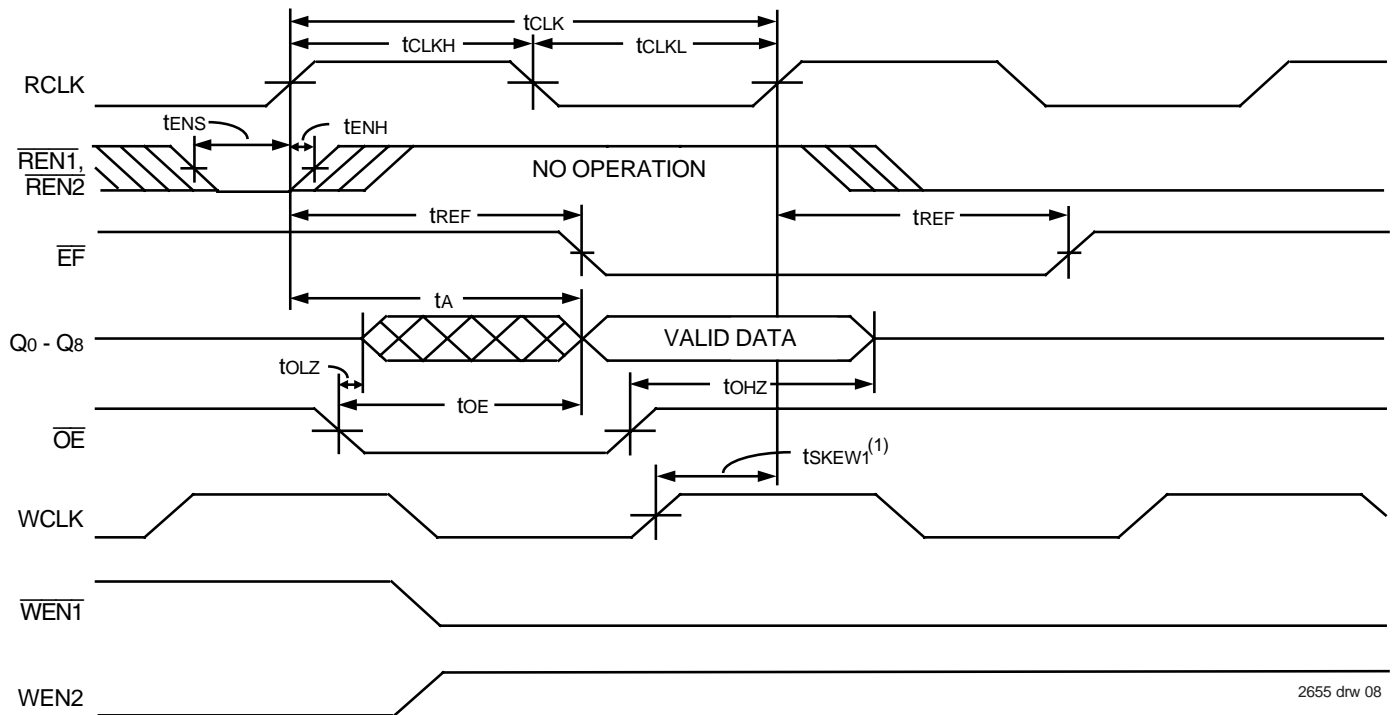 tCLK
tCLKH
tCLKL
RCLK
tENS
tENH
REN1,
REN2
NO OPERATION
tREF
tREF
EF
tA
Q0 - Q8
VALID DATA
tOLZ
tOHZ
tOE
OE
tSKEW1(1)
WCLK
WEN1
WEN2
2655 drw 08